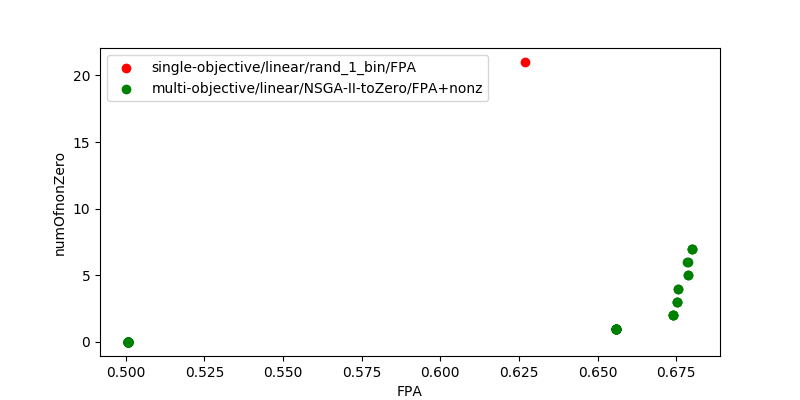 single-objective/linear/rand_1_bin/FPA
multi-objective/linear/NSGA-II-toZero/FPA+nonz
numOfnonZero
20
15
10
5
0
0.500 0.525 0.550 0.575 0.600 0.625 0.650 0.675
FPA